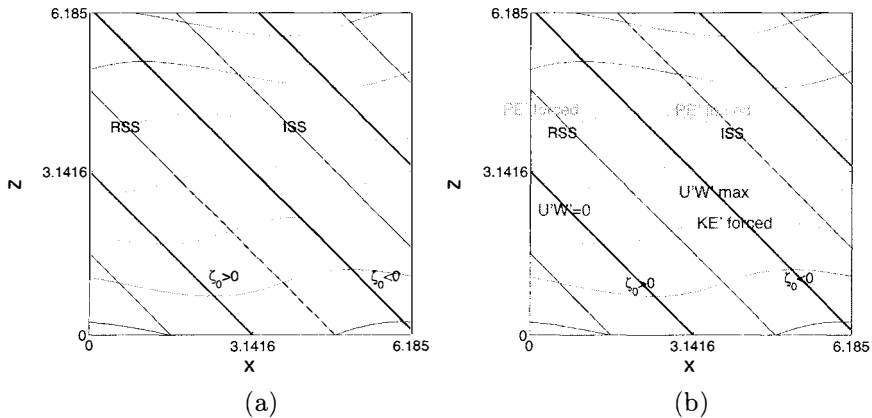 6.185
3.1416
0
Z
0
3.1416
6.185
X
RSS
ISS
ζ₀>0
ζ₀<0
(a)
6.185
3.1416
0
Z
0
3.1416
6.185
X
PE' forced
PE' forced
RSS
ISS
U'W' max
U'W'=0
KE' forced
ζ₀>0
ζ₀<0
(b)